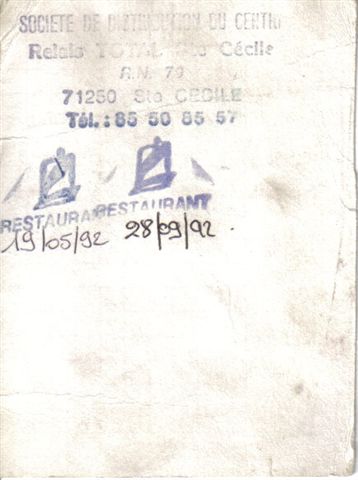 SOCIETE DE DISTRIBUTION DU CENTRE
Relais TOTAL Ste Cécile
R.N. 79
71250 Ste CECILE
Tél. : 85 50 85 57
RESTAURANT RESTAURANT
19/05/92 28/09/92.